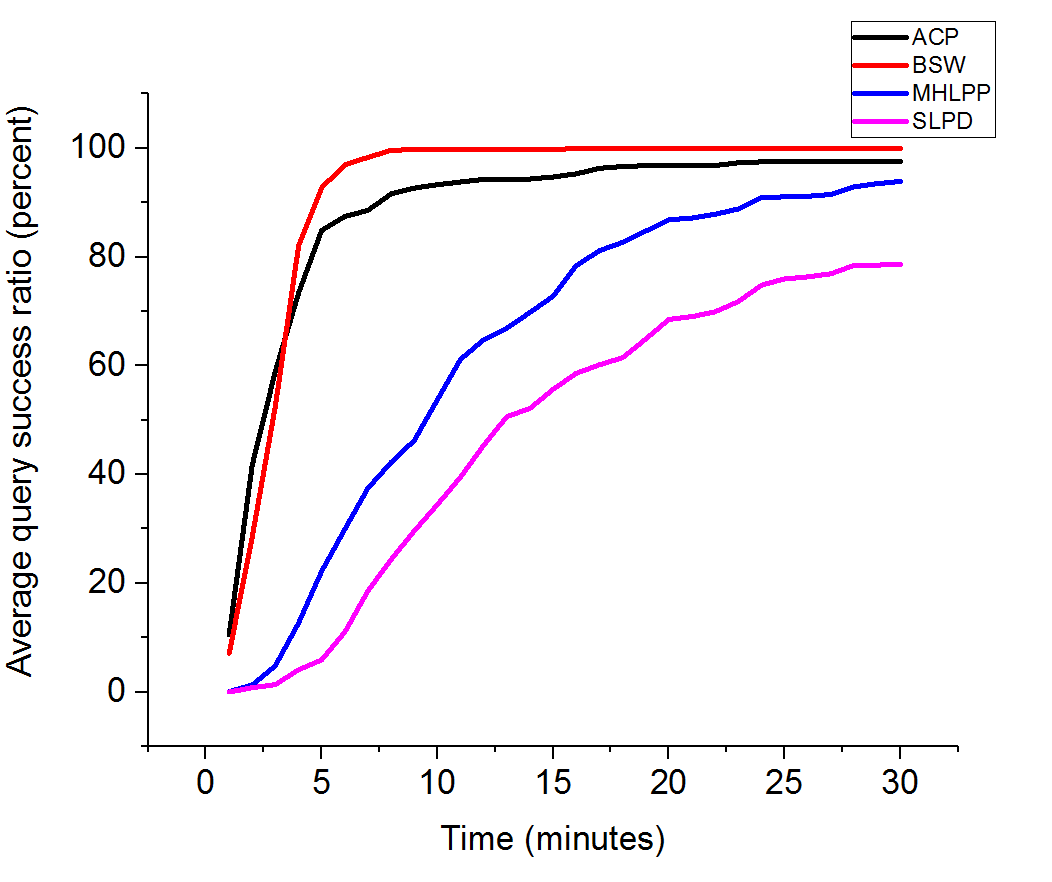 ACP
BSW
MHLPP
SLPD
Average query success ratio (percent)
100
80
60
40
20
0
0 5 10 15 20 25 30
Time (minutes)